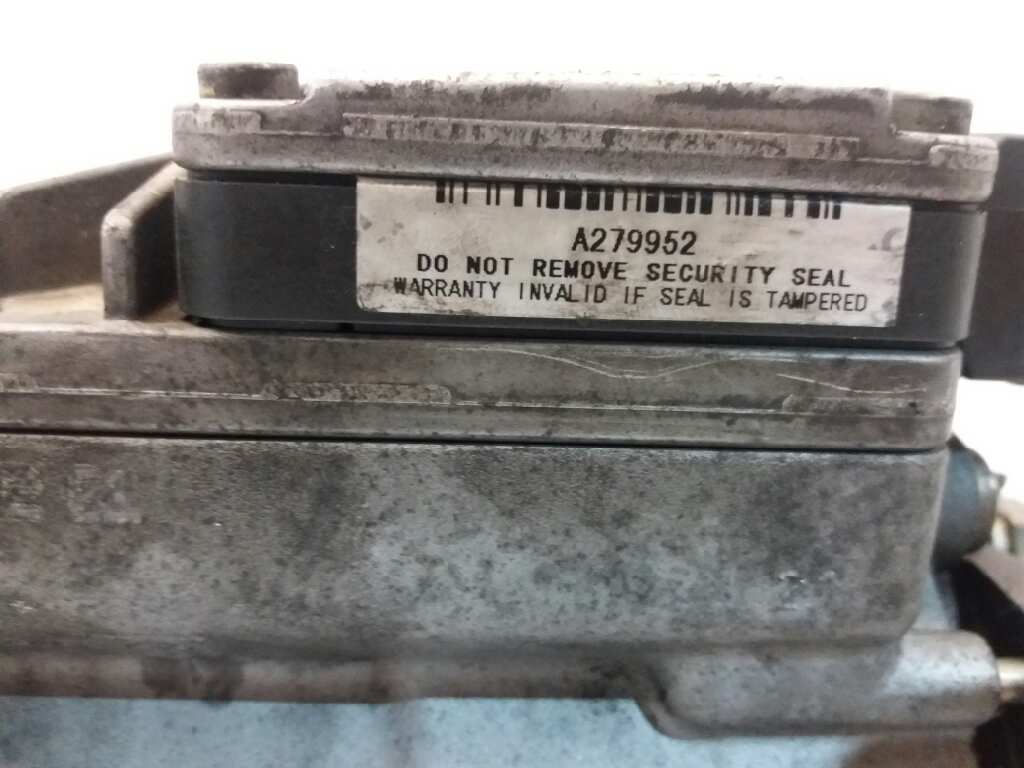 A279952
DO NOT REMOVE SECURITY SEAL
WARRANTY INVALID IF SEAL IS TAMPERED